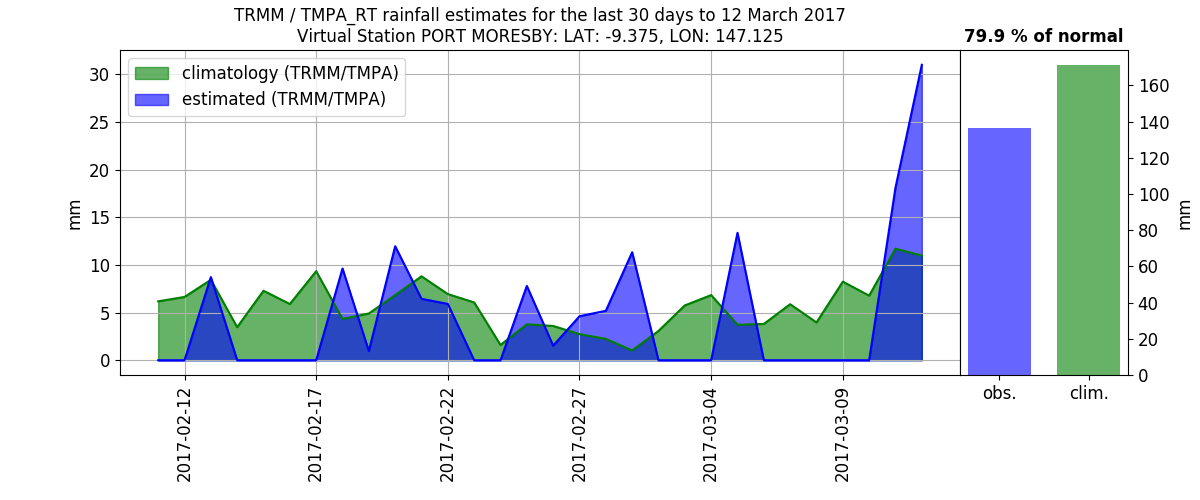 TRMM / TMPA_RT rainfall estimates for the last 30 days to 12 March 2017
Virtual Station PORT MORESBY: LAT: -9.375, LON: 147.125
79.9 % of normal
climatology (TRMM/TMPA)
estimated (TRMM/TMPA)
mm
30
25
20
15
10
5
0
2017-02-12
2017-02-17
2017-02-22
2017-02-27
2017-03-04
2017-03-09
160
140
120
100
80
60
40
20
0
mm
obs.
clim.